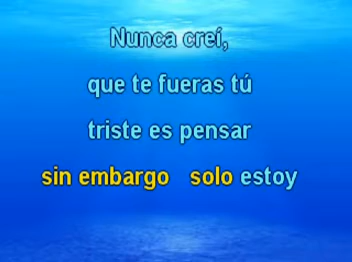 Nunca creí,
que te fueras tú
triste es pensar
sin embargo solo estoy